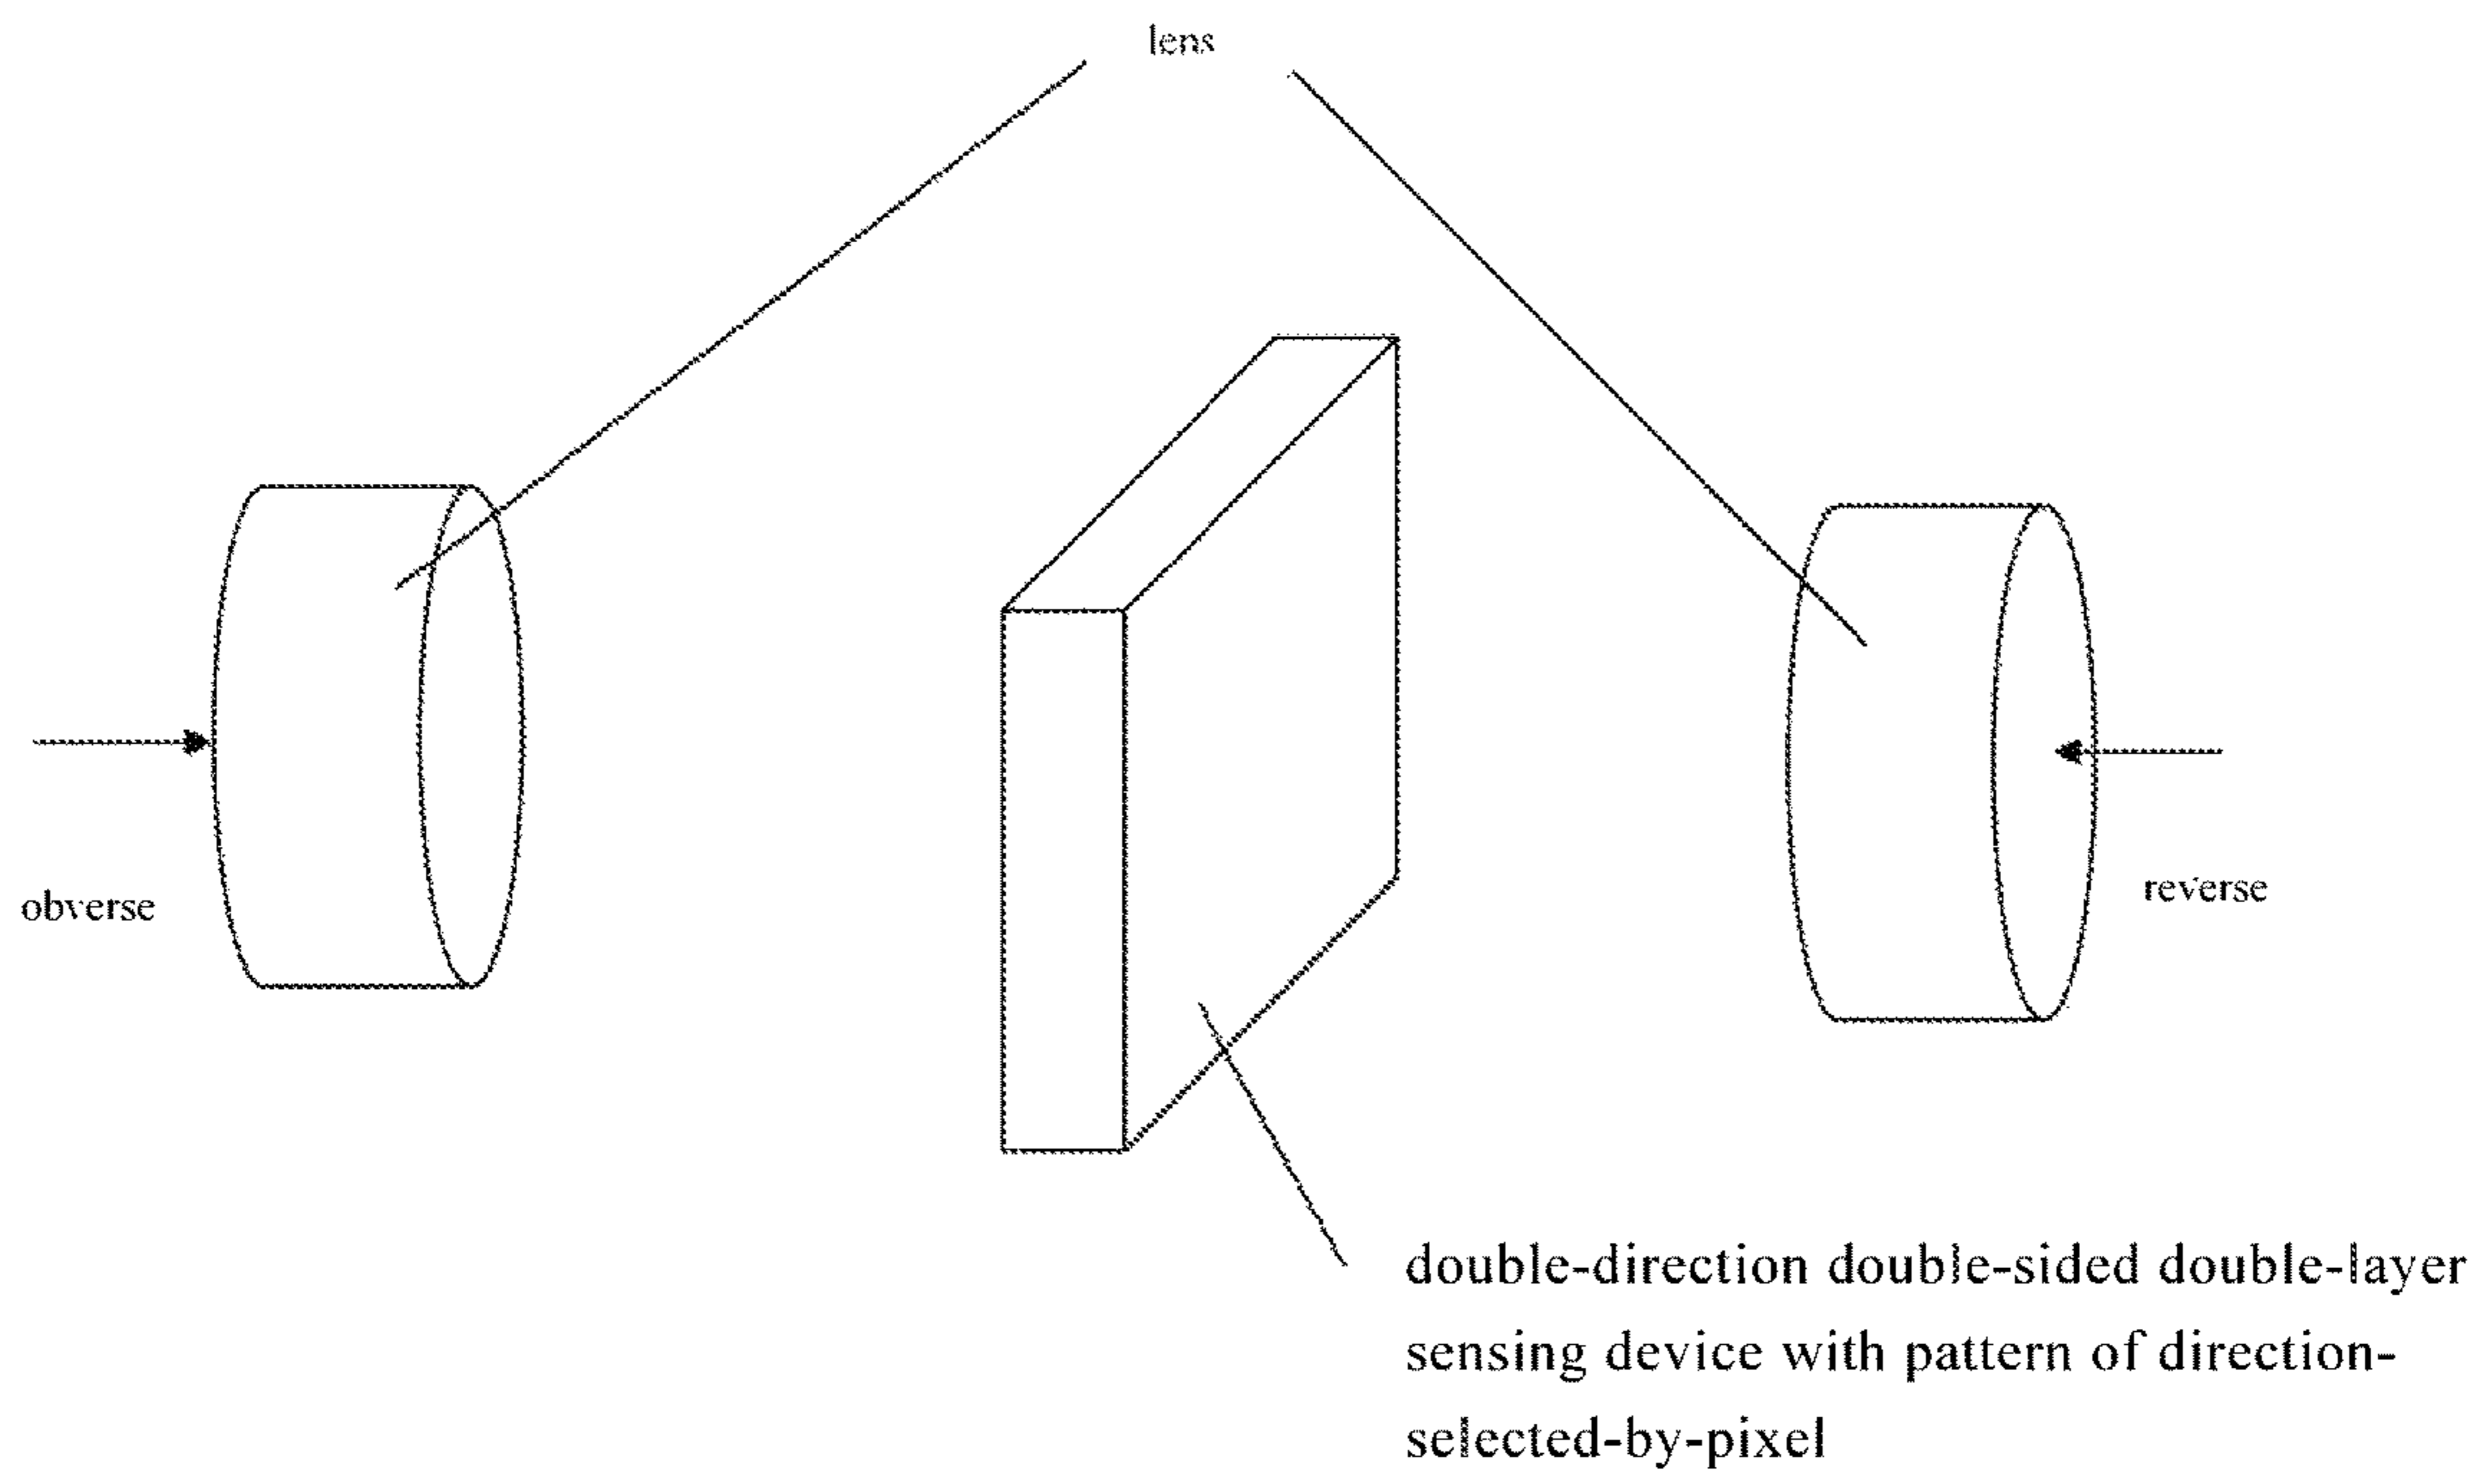 lens
obverse
reverse
double-direction double-sided double-layer
sensing device with pattern of direction-
selected-by-pixel